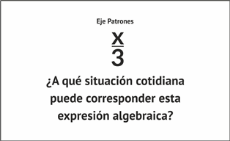 Eje Patrones
x
3
¿A qué situación cotidiana
puede corresponder esta
expresión algebraica?